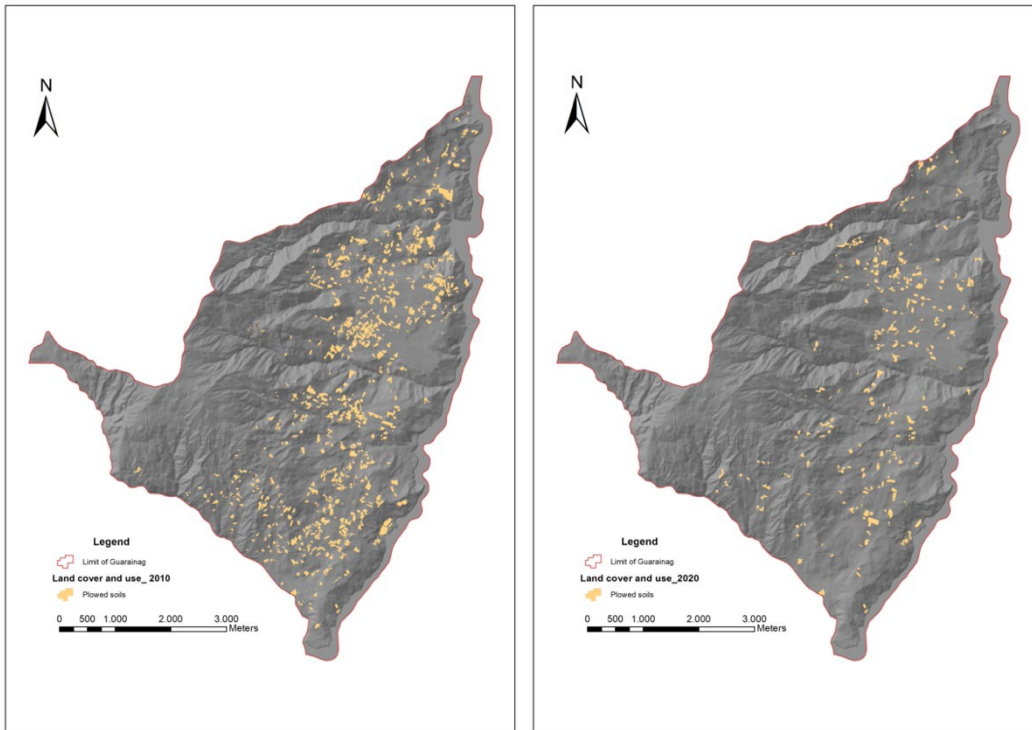 N
Legend
Limit of Guarainag
Land cover and use_ 2010
Plowed soils
0 500 1.000 2.000 3.000
Meters
N
Legend
Limit of Guarainag
Land cover and use_2020
Plowed soils
0 500 1.000 2.000 3.000
Meters